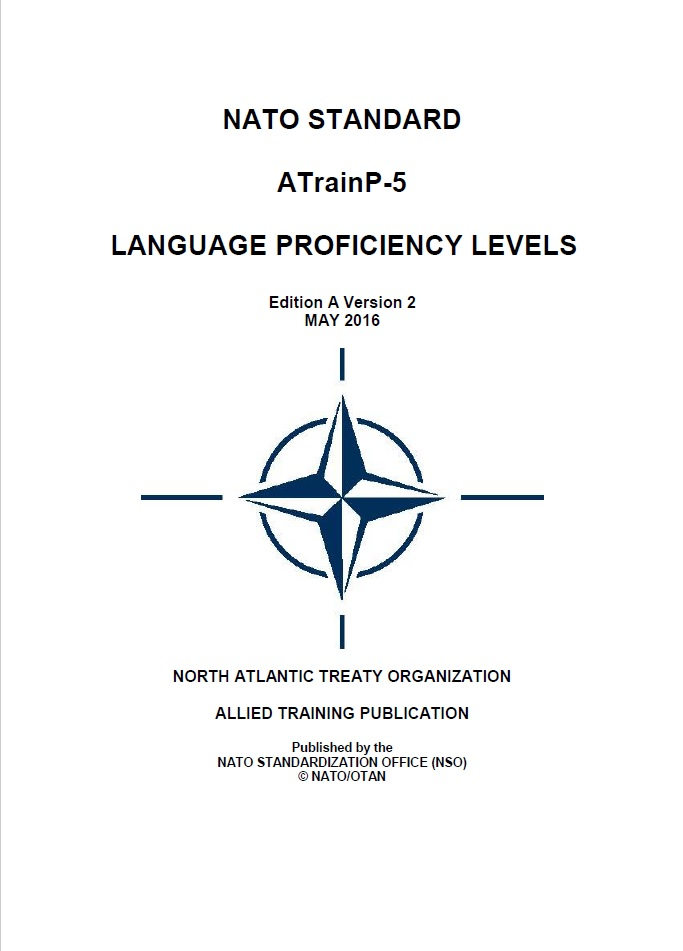 NATO STANDARD
ATrainP-5
LANGUAGE PROFICIENCY LEVELS
Edition A Version 2
MAY 2016
NORTH ATLANTIC TREATY ORGANIZATION
ALLIED TRAINING PUBLICATION
Published by the
NATO STANDARDIZATION OFFICE (NSO)
© NATO/OTAN